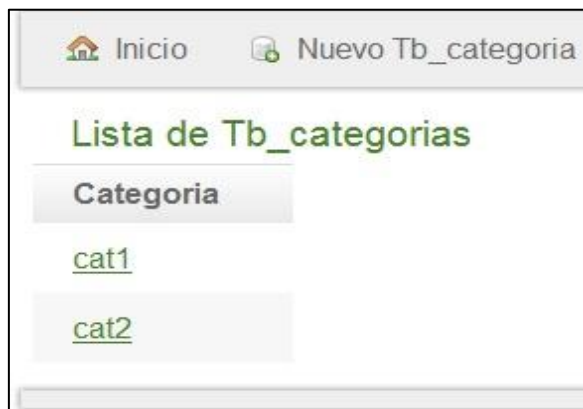 Inicio Nuevo Tb_categoria
Lista de Tb_categorias
Categoria
cat1
cat2